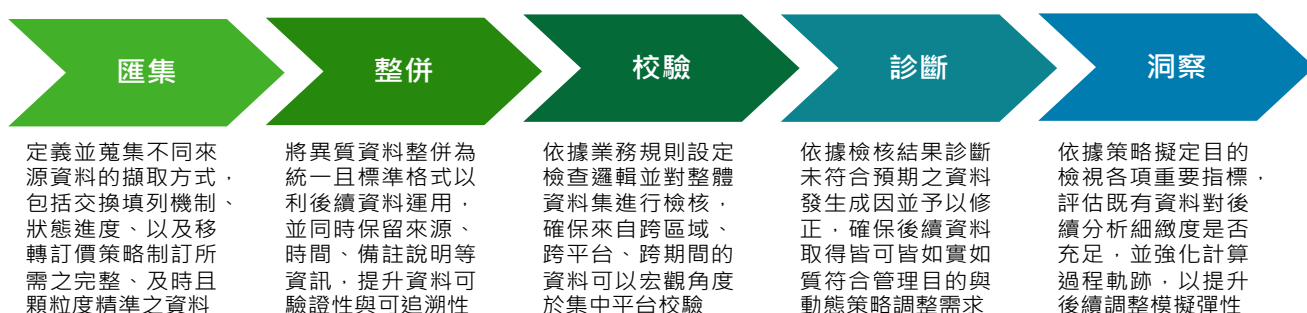 匯集
定義並蒐集不同來
源資料的擷取方式，
包括交換填列機制、
狀態進度、以及移
轉訂價策略制訂所
需之完整、及時且
顆粒度精準之資料
整併
將異質資料整併為
統一且標準格式以
利後續資料運用，
並同時保留來源、
時間、備註說明等
資訊，提升資料可
驗證性與可追溯性
校驗
依據業務規則設定
檢查邏輯並對整體
資料集進行檢核，
確保來自跨區域、
跨平台、跨期間的
資料可以宏觀角度
於集中平台校驗
診斷
依據檢核結果診斷
未符合預期之資料
發生成因並予以修
正，確保後續資料
取得皆可皆如實如
質符合管理目的與
動態策略調整需求
洞察
依據策略擬定目的
檢視各項重要指標，
評估既有資料對後
續分析細緻度是否
充足，並強化計算
過程軌跡，以提升
後續調整模擬彈性